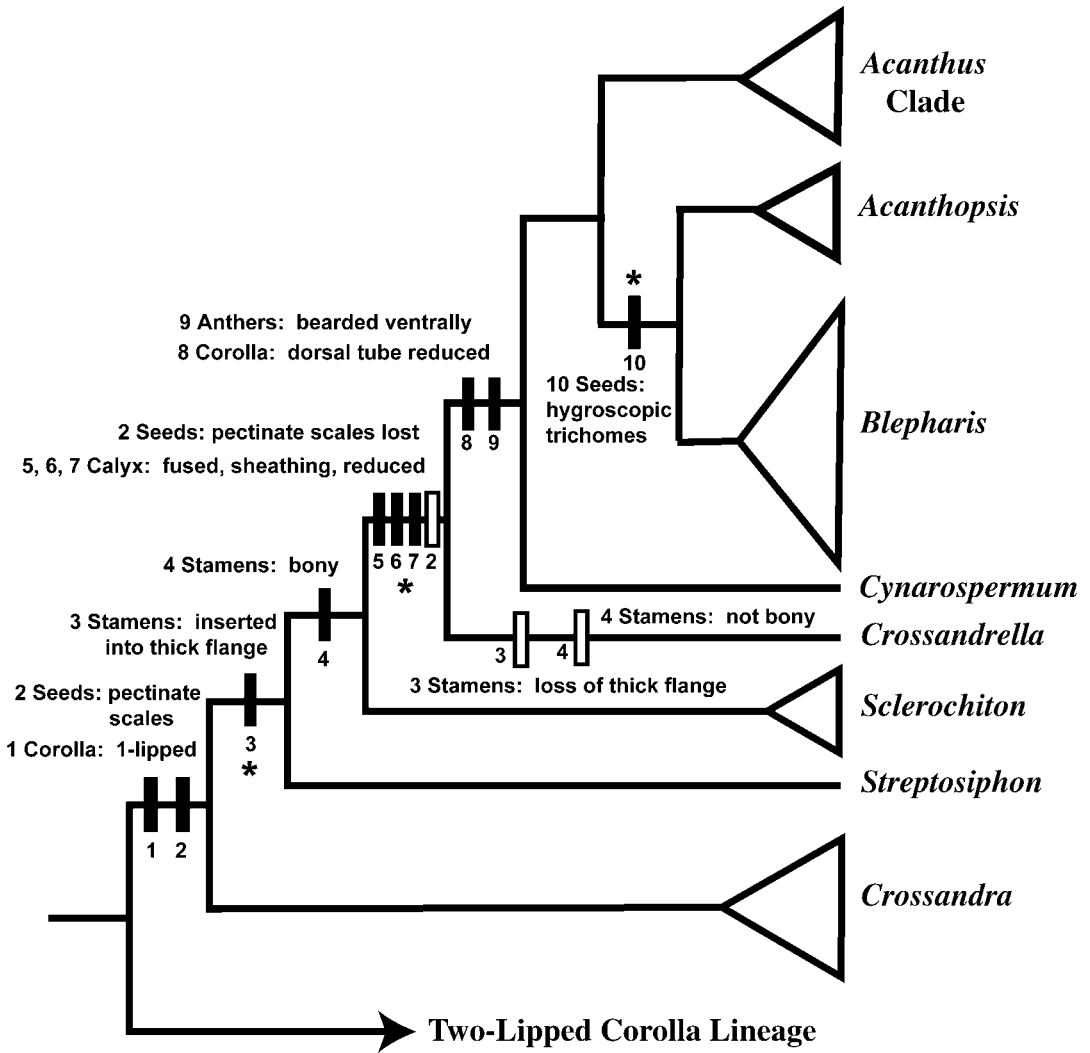 Acanthus
Clade
Acanthopsis
*
9 Anthers: bearded ventrally
8 Corolla: dorsal tube reduced
10
10 Seeds:
hygroscopic
trichomes
Blepharis
8 9
2 Seeds: pectinate scales lost
5, 6, 7 Calyx: fused, sheathing, reduced
5 6 7 2
*
4 Stamens: bony
Cynarospermum
4 Stamens: not bony
3 Stamens: inserted
into thick flange
Crossandrella
4
3 4
3 Stamens: loss of thick flange
2 Seeds: pectinate
scales
Sclerochiton
1 Corolla: 1-lipped
3
*
Streptosiphon
1 2
Crossandra
Two-Lipped Corolla Lineage